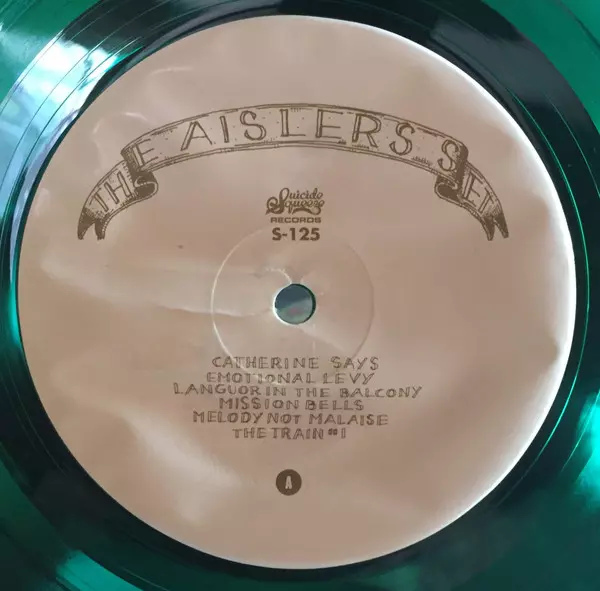 THE AISLERS SET
Suicide
Squeeze
RECORDS
S-125
CATHERINE SAYS
EMOTIONAL LEVY
LANGUOR IN THE BALCONY
MISSION BELLS
MELODY NOT MALAISE
THE TRAIN #1
A